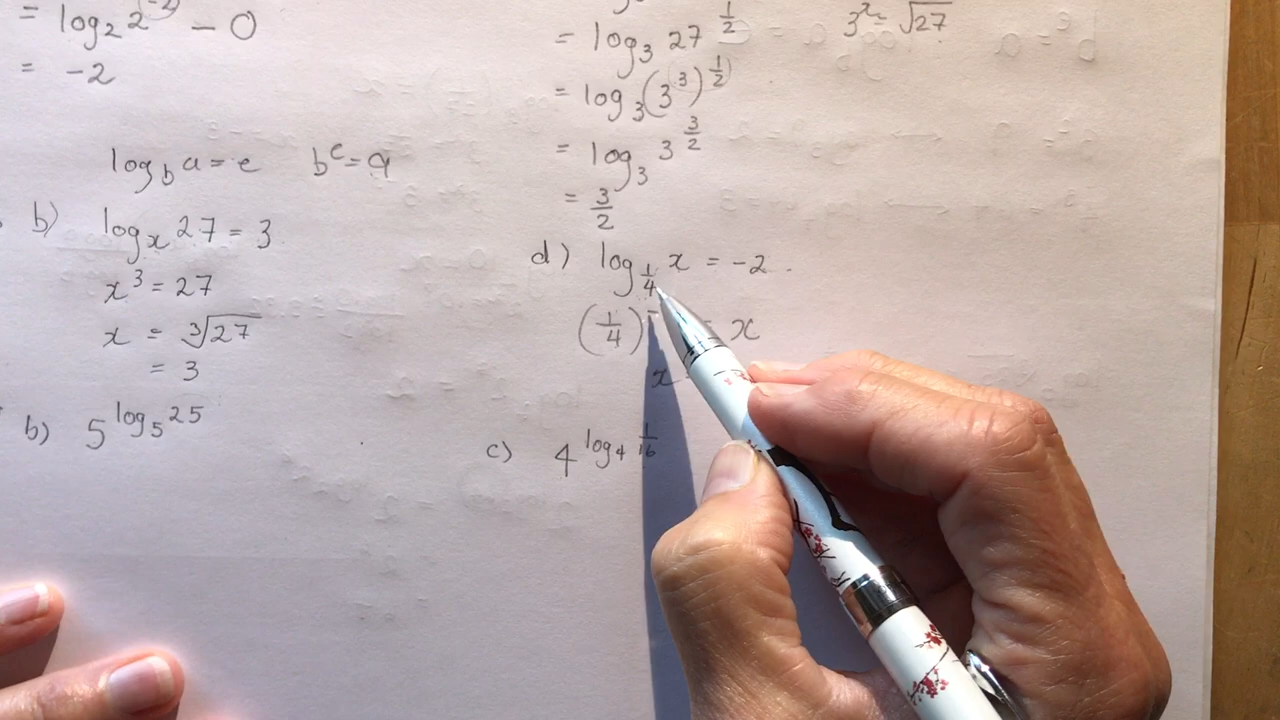 = log₂ 2⁻² − 0
= -2
log_b a = e    b^e = a
b) log_x 27 = 3
x³ = 27
x = ∛27
= 3
b) 5^(log₅ 25)
3^x = √27
= log₃ 27^(1/2)
= log₃ (3³)^(1/2)
= log₃ 3^(3/2)
= 3/2
d) log_(1/4) x = -2
(1/4)^- = x
x
c) 4^(log₄ 1/16)